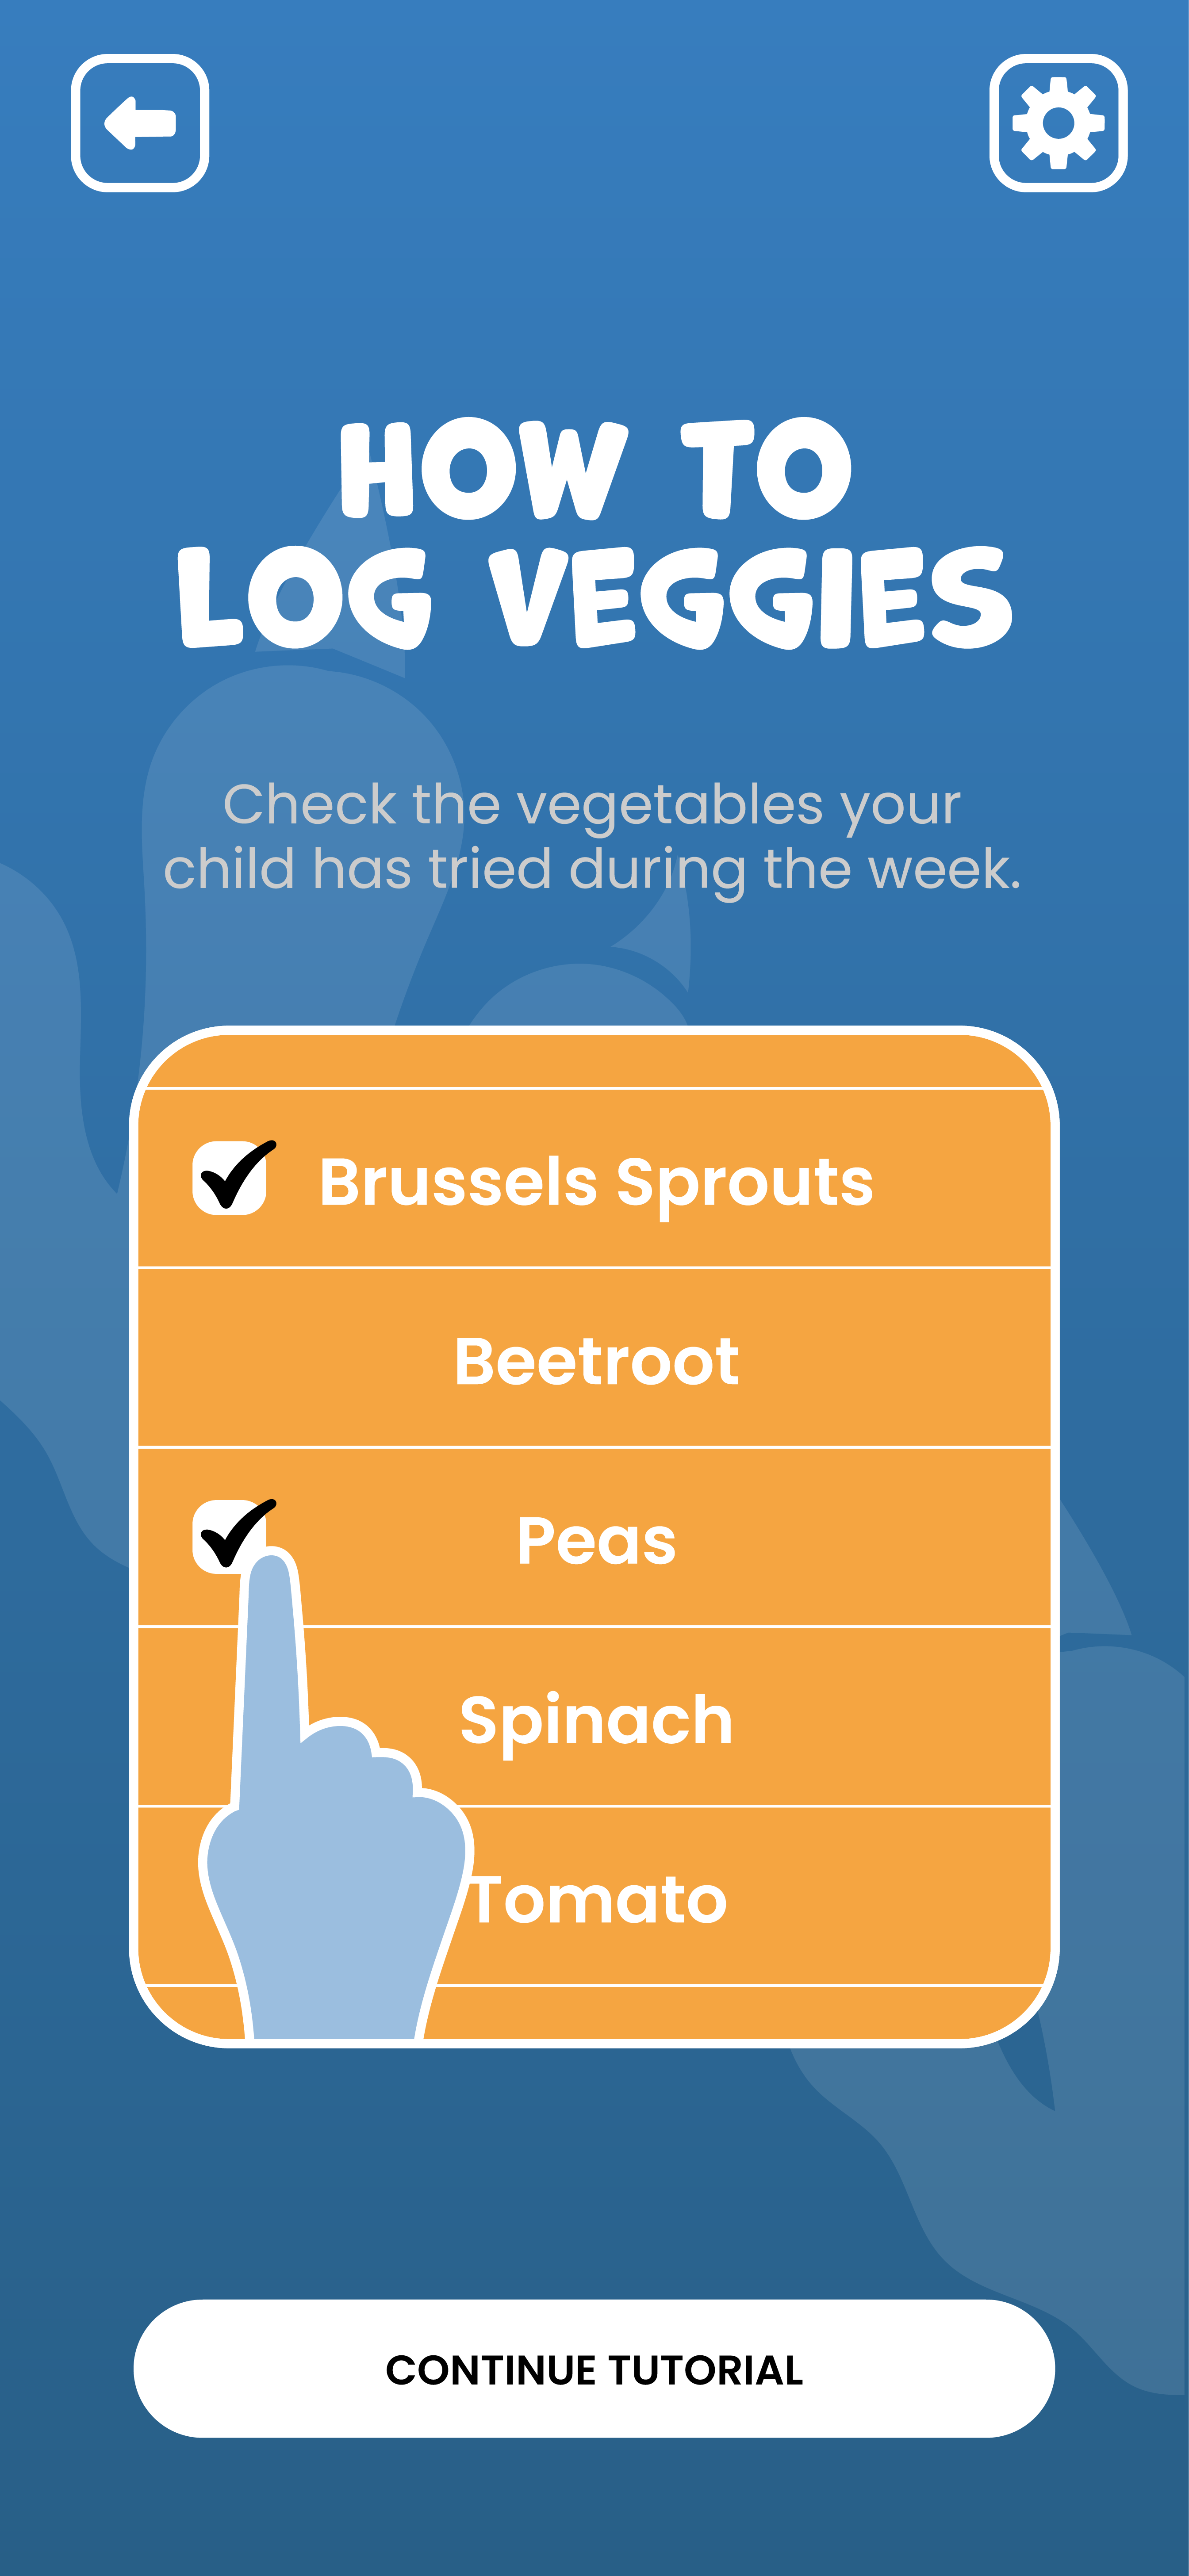 HOW TO
LOG VEGGIES
Check the vegetables your
child has tried during the week.
Brussels Sprouts
Beetroot
Peas
Spinach
Tomato
CONTINUE TUTORIAL